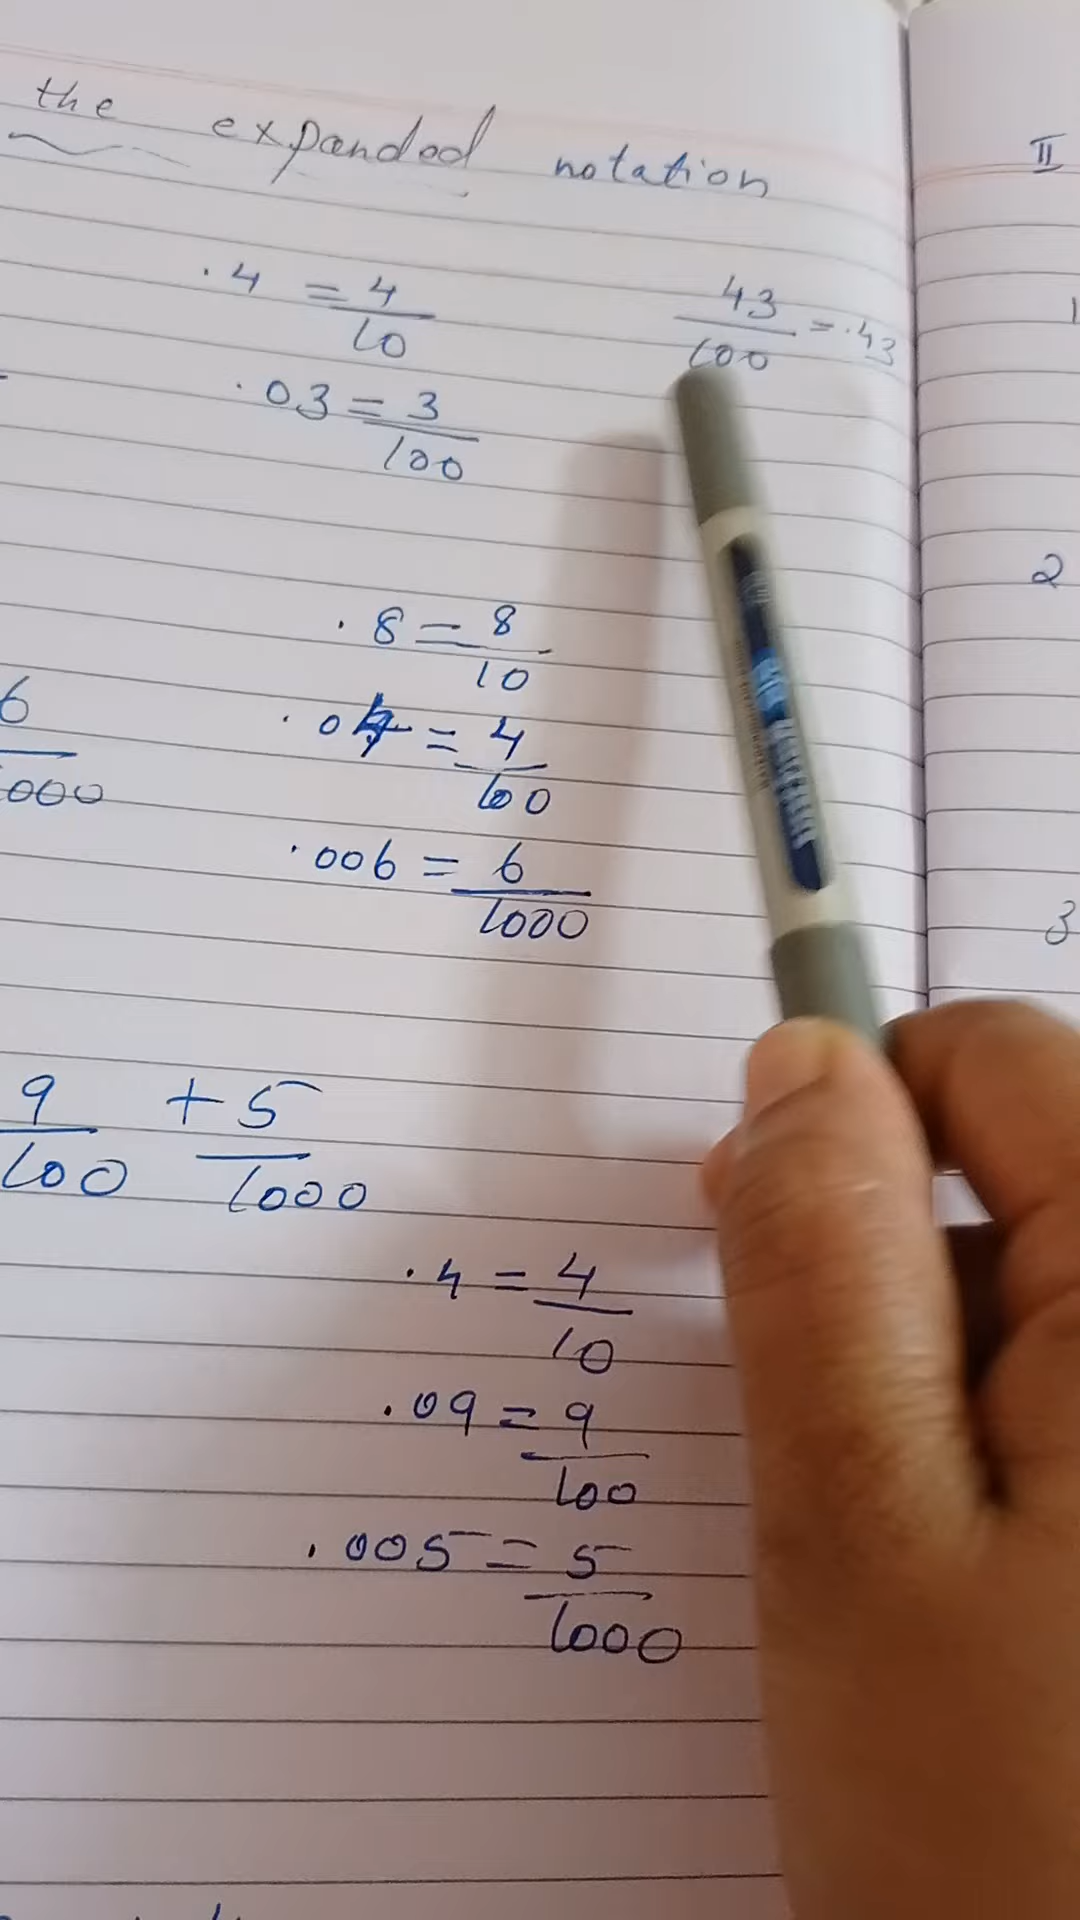 the expanded notation
II
.4 = 4/10
43/100 = .43
1
.03 = 3/100
2
.8 = 8/10
6/1000
.04 = 4/100
.006 = 6/1000
3
9/100 + 5/1000
.4 = 4/10
.09 = 9/100
.005 = 5/1000